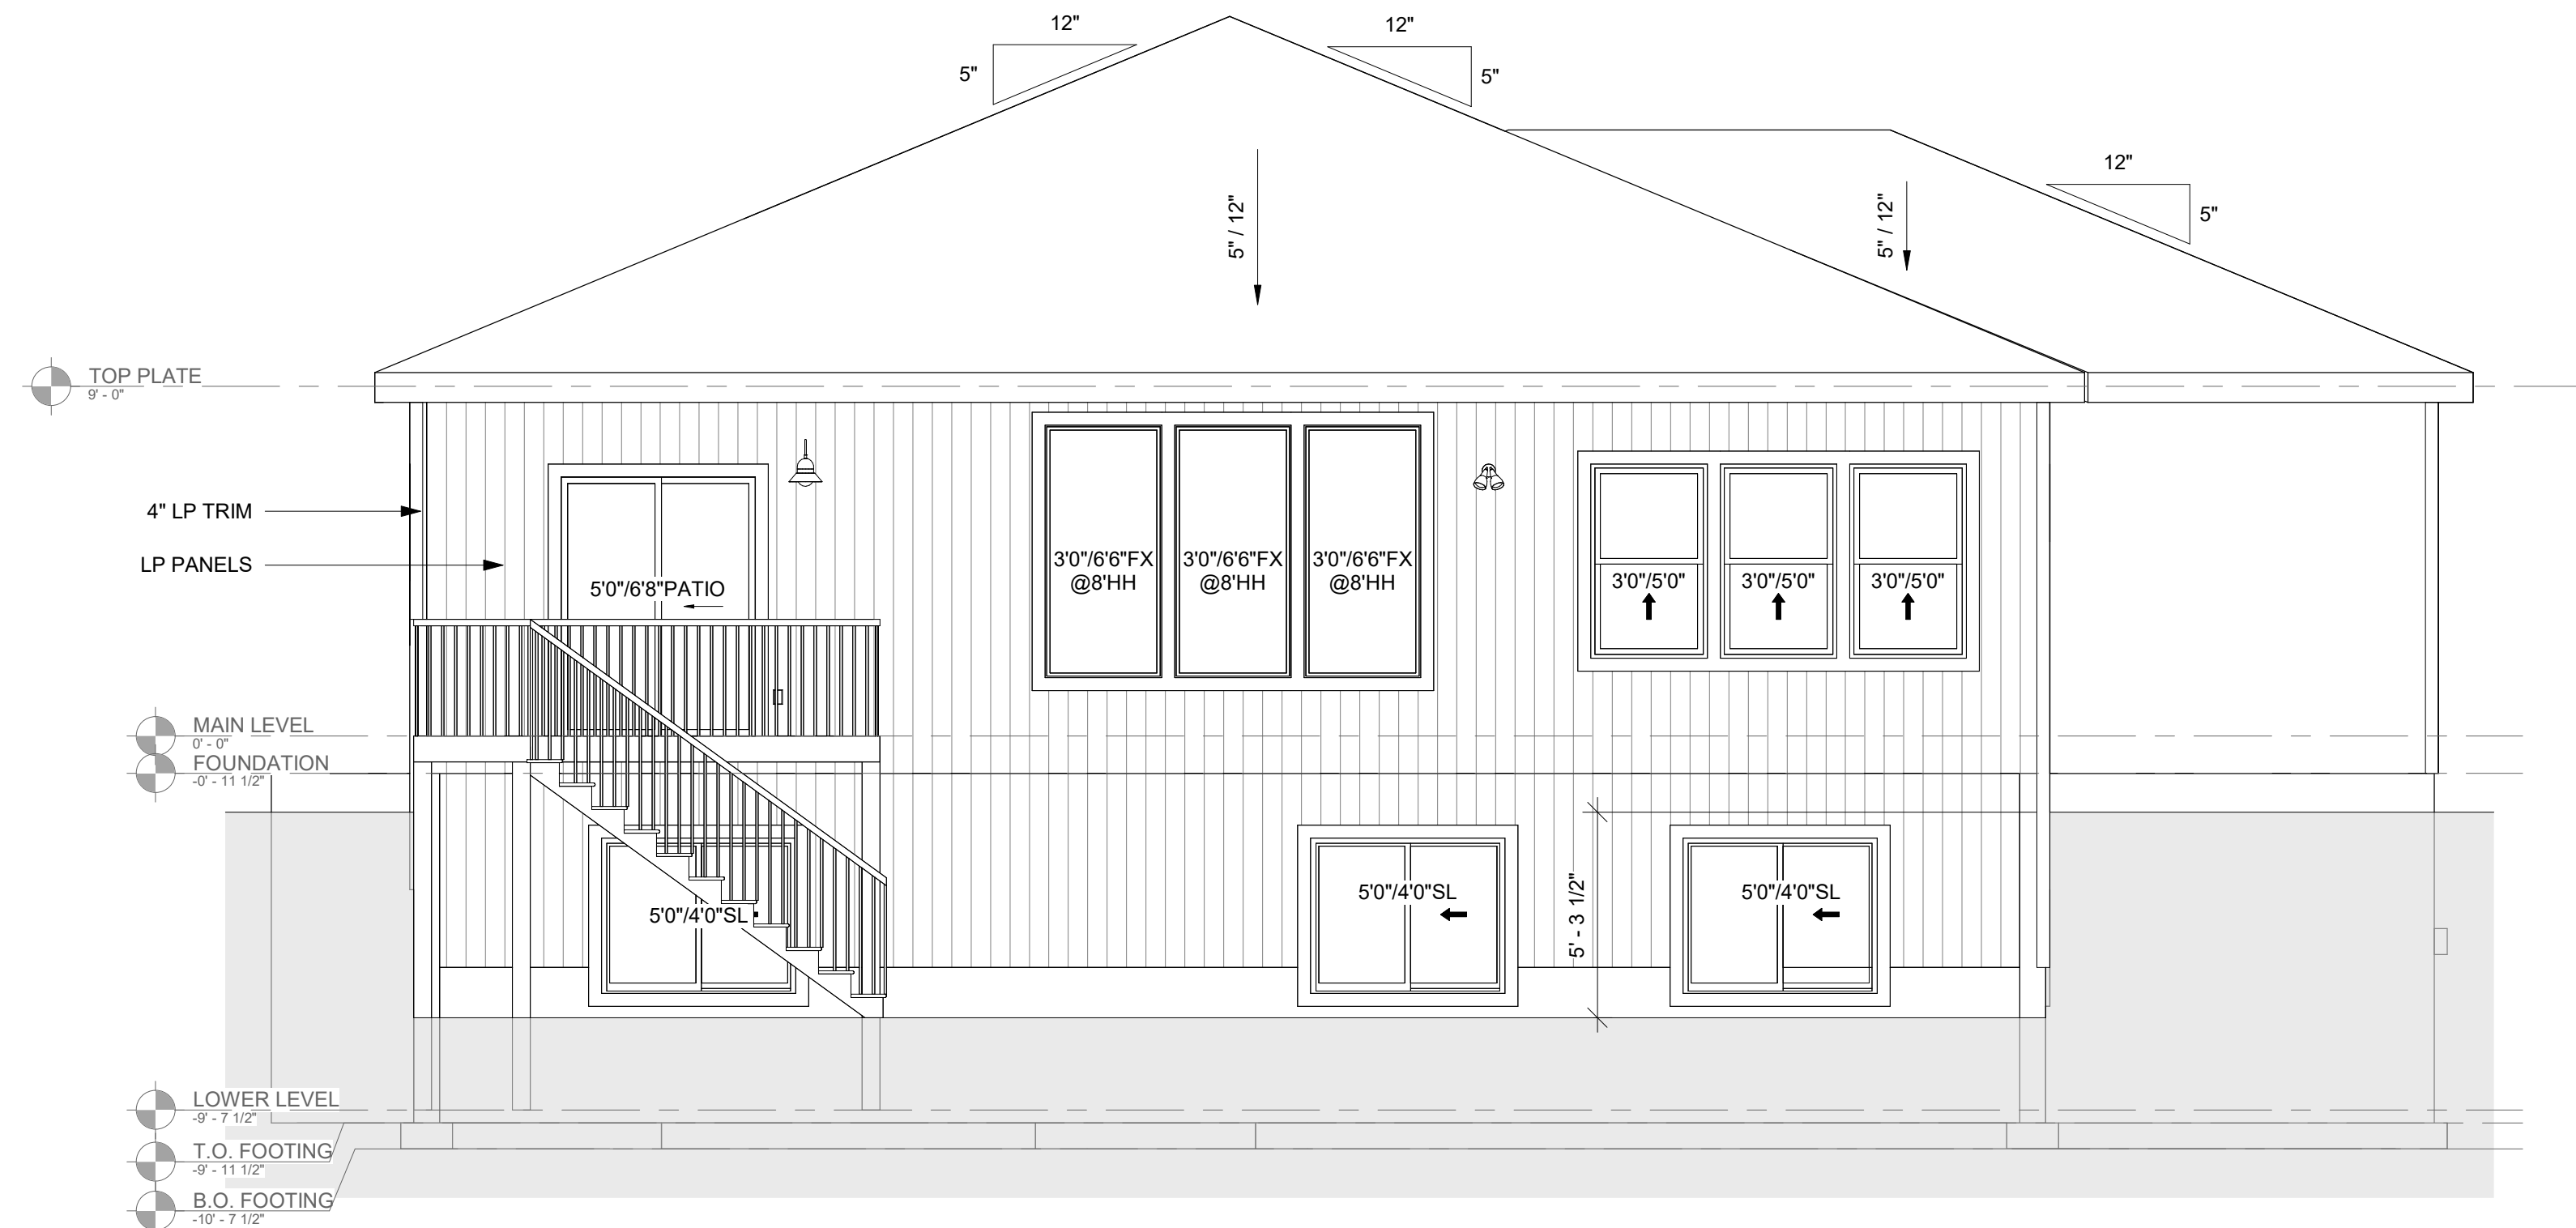 12"
12"
5"
5"
12"
5"
5" / 12"
5" / 12"
TOP PLATE
9' - 0"
4" LP TRIM
LP PANELS
3'0"/6'6"FX
@8'HH
3'0"/6'6"FX
@8'HH
3'0"/6'6"FX
@8'HH
5'0"/6'8"PATIO
3'0"/5'0"
3'0"/5'0"
3'0"/5'0"
MAIN LEVEL
0' - 0"
FOUNDATION
-0' - 11 1/2"
5'0"/4'0"SL
5'0"/4'0"SL
5'0"/4'0"SL
5' - 3 1/2"
LOWER LEVEL
-9' - 7 1/2"
T.O. FOOTING
-9' - 11 1/2"
B.O. FOOTING
-10' - 7 1/2"